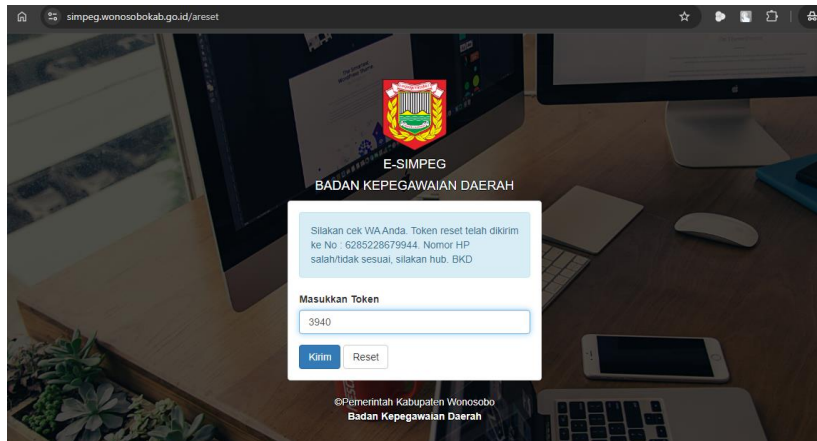 simpeg.wonosobokab.go.id/areset
E-SIMPEG
BADAN KEPEGAWAIAN DAERAH
Silakan cek WA Anda. Token reset telah dikirim
ke No : 6285228679944. Nomor HP
salah/tidak sesuai, silakan hub. BKD
Masukkan Token
3940
Kirim Reset
©Pemerintah Kabupaten Wonosobo
Badan Kepegawaian Daerah